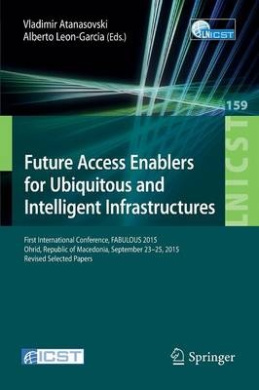 Vladimir Atanasovski
Alberto Leon-Garcia (Eds.)
ICST
159
LNICST
Future Access Enablers
for Ubiquitous and
Intelligent Infrastructures
First International Conference, FABULOUS 2015
Ohrid, Republic of Macedonia, September 23–25, 2015
Revised Selected Papers
ICST
Springer